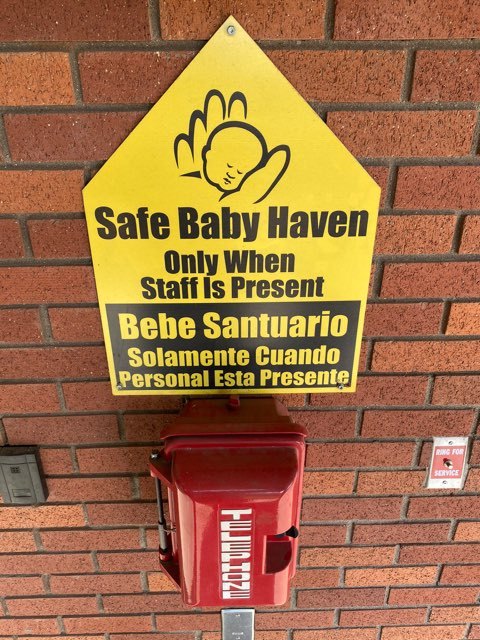 Safe Baby Haven
Only When
Staff Is Present
Bebe Santuario
Solamente Cuando
Personal Esta Presente
TELEPHONE
RING FOR
SERVICE